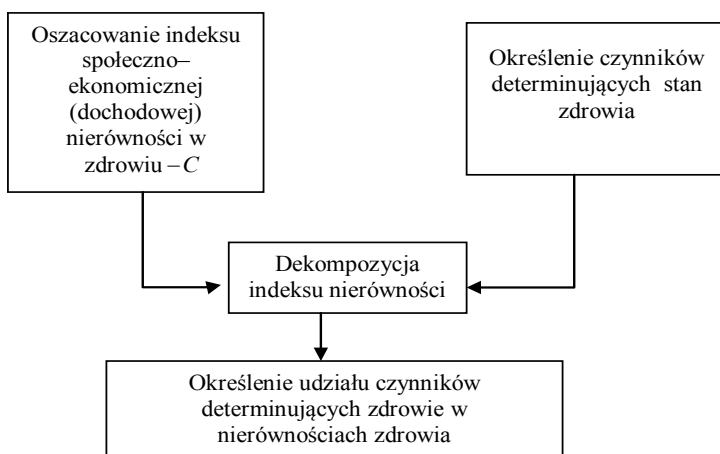 Oszacowanie indeksu
społeczno–
ekonomicznej
(dochodowej)
nierówności w
zdrowiu – C
Określenie czynników
determinujących stan
zdrowia
Dekompozycja
indeksu nierówności
Określenie udziału czynników
determinujących zdrowie w
nierównościach zdrowia